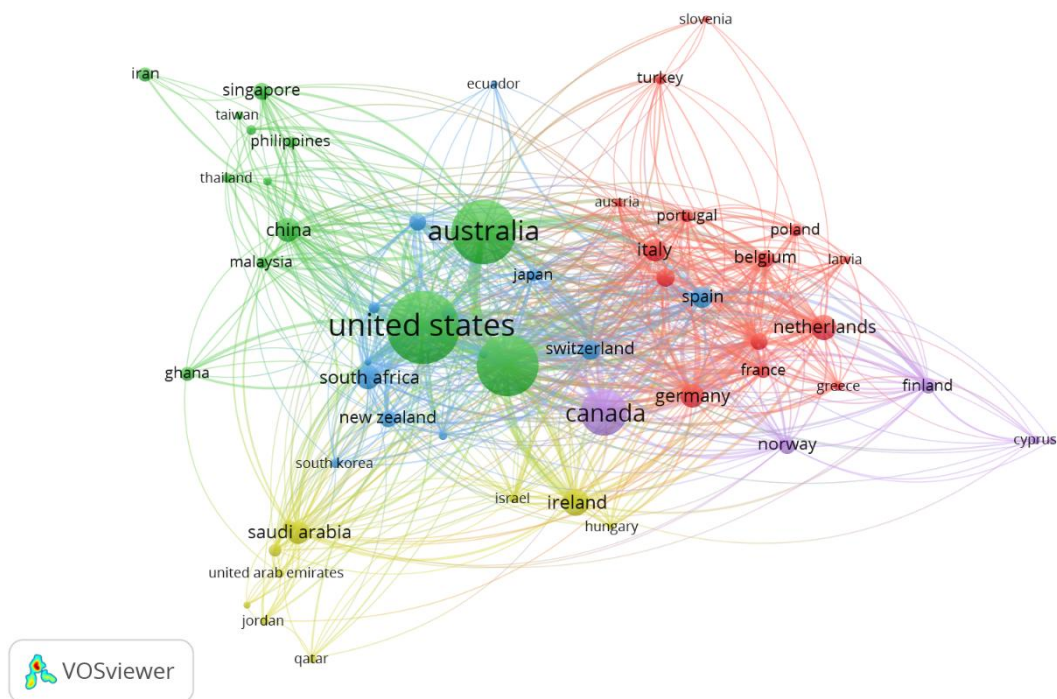 slovenia
iran
turkey
singapore
ecuador
taiwan
philippines
thailand
austria
portugal
china
australia
poland
italy
belgium
latvia
malaysia
japan
spain
united states
netherlands
switzerland
france
ghana
south africa
greece
finland
germany
canada
new zealand
norway
cyprus
south korea
israel
ireland
hungary
saudi arabia
united arab emirates
jordan
qatar
VOSviewer